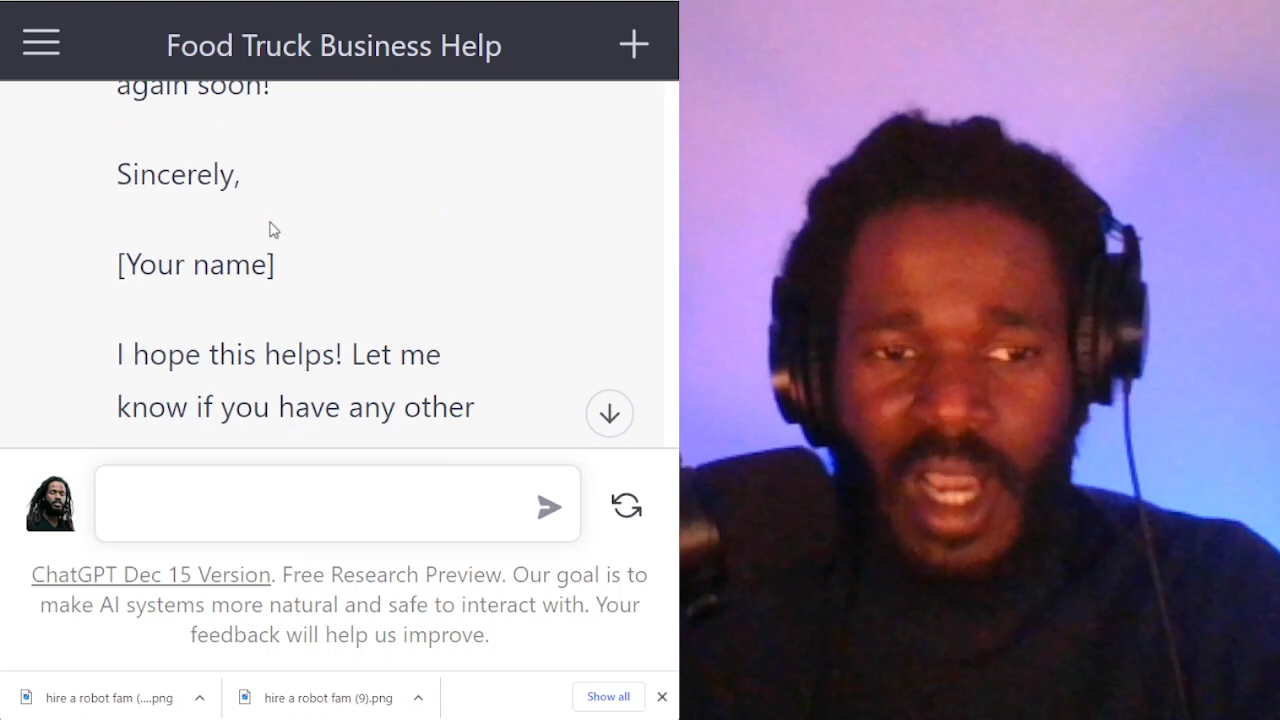 Food Truck Business Help
again soon!
Sincerely,
[Your name]
I hope this helps! Let me
know if you have any other
ChatGPT Dec 15 Version. Free Research Preview. Our goal is to
make AI systems more natural and safe to interact with. Your
feedback will help us improve.
hire a robot fam (....png
hire a robot fam (9).png
Show all